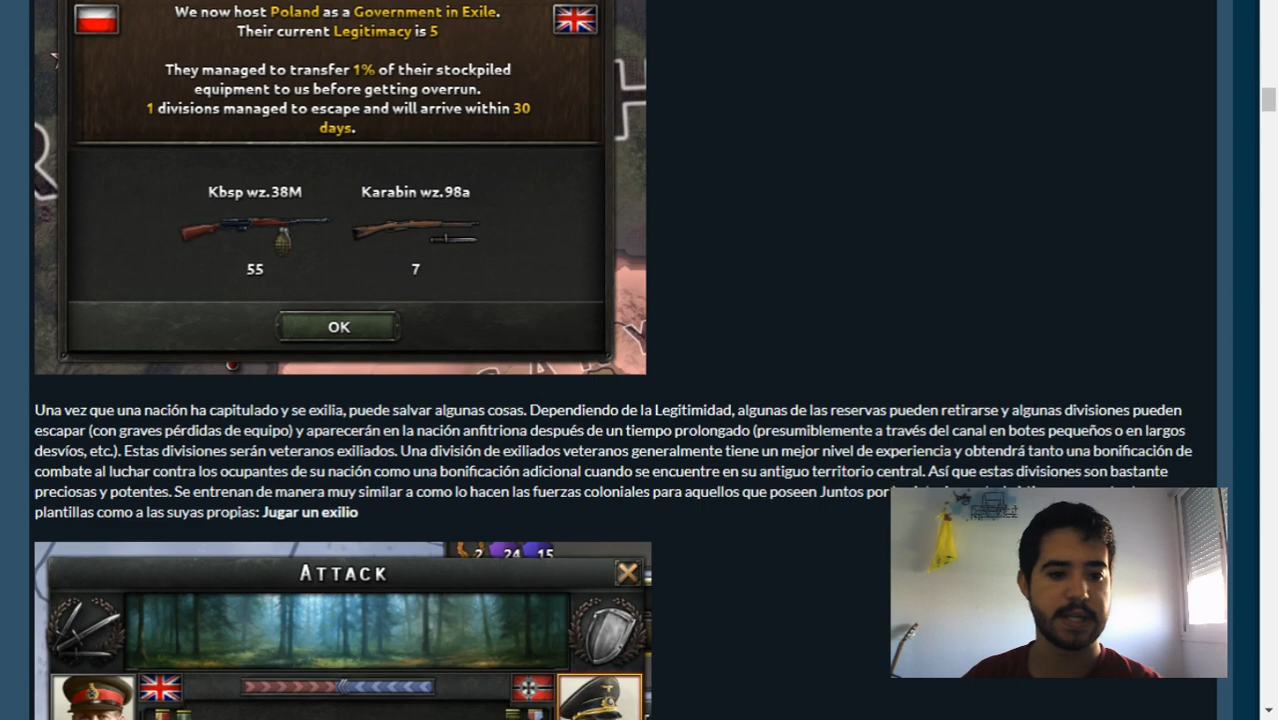 We now host Poland as a Government in Exile.
Their current Legitimacy is 5
They managed to transfer 1% of their stockpiled
equipment to us before getting overrun.
1 divisions managed to escape and will arrive within 30
days.
Kbsp wz.38M Karabin wz.98a
55 7
OK
Una vez que una nación ha capitulado y se exilia, puede salvar algunas cosas. Dependiendo de la Legitimidad, algunas de las reservas pueden retirarse y algunas divisiones pueden
escapar (con graves pérdidas de equipo) y aparecerán en la nación anfitriona después de un tiempo prolongado (presumiblemente a través del canal en botes pequeños o en largos
desvíos, etc.). Estas divisiones serán veteranos exiliados. Una división de exiliados veteranos generalmente tiene un mejor nivel de experiencia y obtendrá tanto una bonificación de
combate al luchar contra los ocupantes de su nación como una bonificación adicional cuando se encuentre en su antiguo territorio central. Así que estas divisiones son bastante
preciosas y potentes. Se entrenan de manera muy similar a como lo hacen las fuerzas coloniales para aquellos que poseen Juntos por
plantillas como a las suyas propias: Jugar un exilio
2 24 15
ATTACK